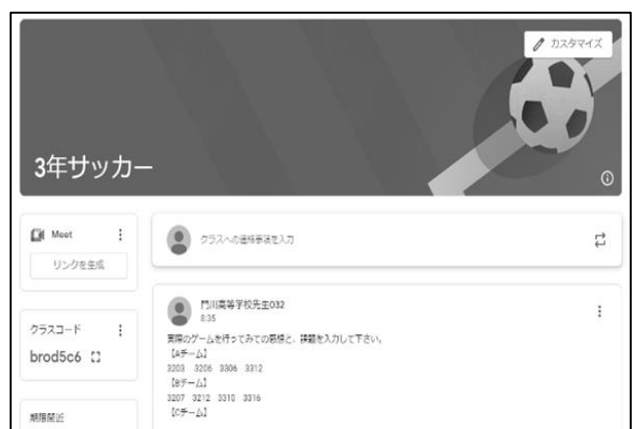 カスタマイズ
3年サッカー
Meet
リンクを生成
クラスへの連絡事項を入力
門川高等学校先生032
8:35
実際のゲームを行ってみての感想と、課題を入力して下さい。
【Aチーム】
3203 3206 3306 3312
【Bチーム】
3207 3212 3310 3316
【Cチーム】
クラスコード
brod5c6
期限間近